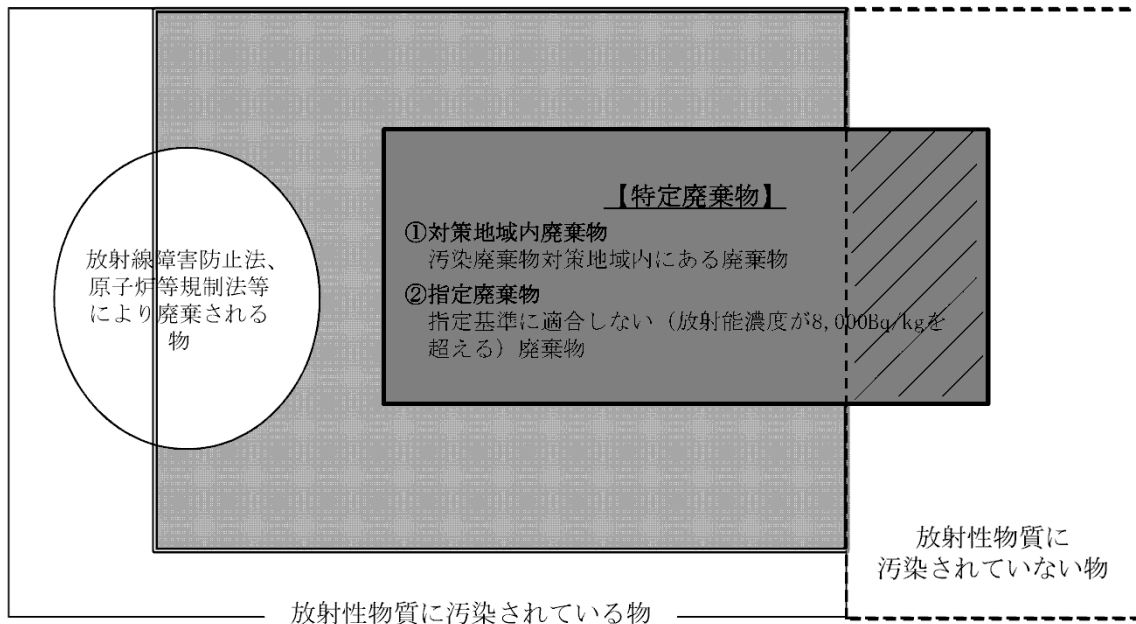 【特定廃棄物】
①対策地域内廃棄物
汚染廃棄物対策地域内にある廃棄物
②指定廃棄物
指定基準に適合しない（放射能濃度が8,000Bq/kgを
超える）廃棄物
放射線障害防止法、
原子炉等規制法等
により廃棄される
物
放射性物質に
汚染されていない物
放射性物質に汚染されている物